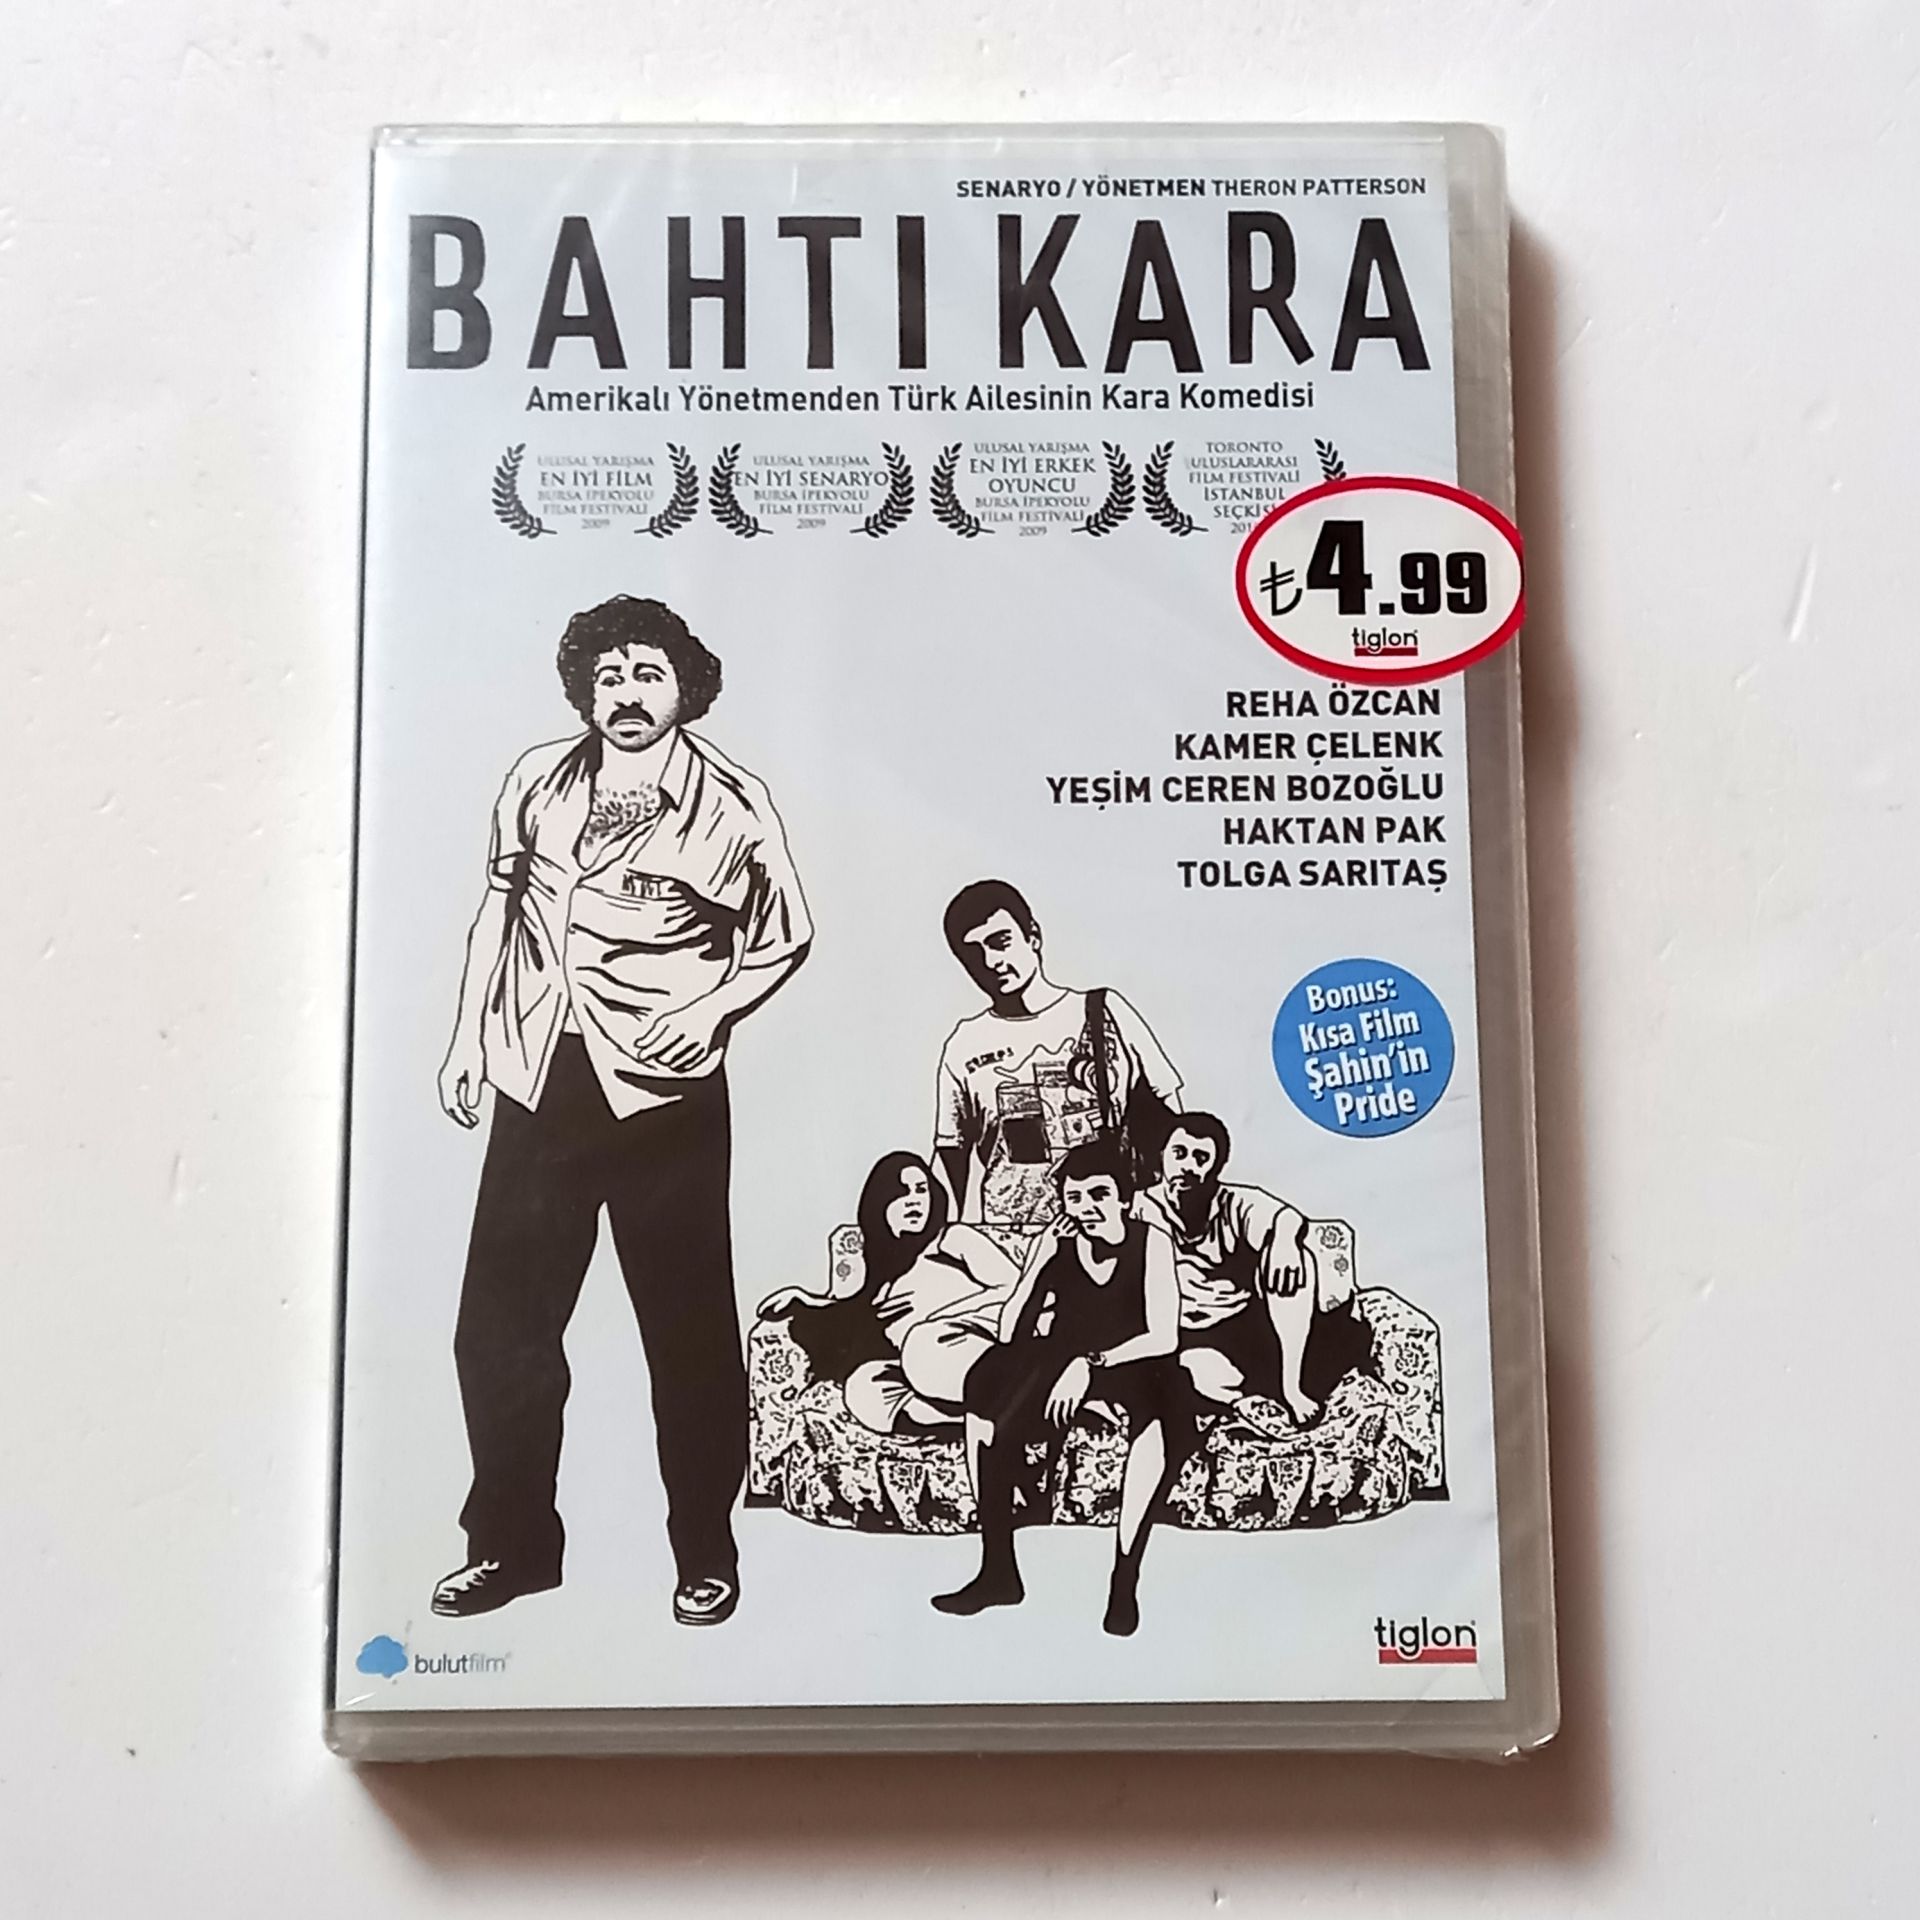 SENARYO / YÖNETMEN THERON PATTERSON
BAHTI KARA
Amerikalı Yönetmenden Türk Ailesinin Kara Komedisi
ULUSAL YARIŞMA
EN İYİ FİLM
BURSA İPEKYOLU
FİLM FESTİVALİ
2009
ULUSAL YARIŞMA
EN İYİ SENARYO
BURSA İPEKYOLU
FİLM FESTİVALİ
2009
ULUSAL YARIŞMA
EN İYİ ERKEK
OYUNCU
BURSA İPEKYOLU
FİLM FESTİVALİ
2009
TORONTO
ULUSLARARASI
FİLM FESTİVALİ
İSTANBUL
₺4.99
tiglon
REHA ÖZCAN
KAMER ÇELENK
YEŞİM CEREN BOZOĞLU
HAKTAN PAK
TOLGA SARITAŞ
Bonus:
Kısa Film
Şahin'in
Pride
bulutfilm
tiglon